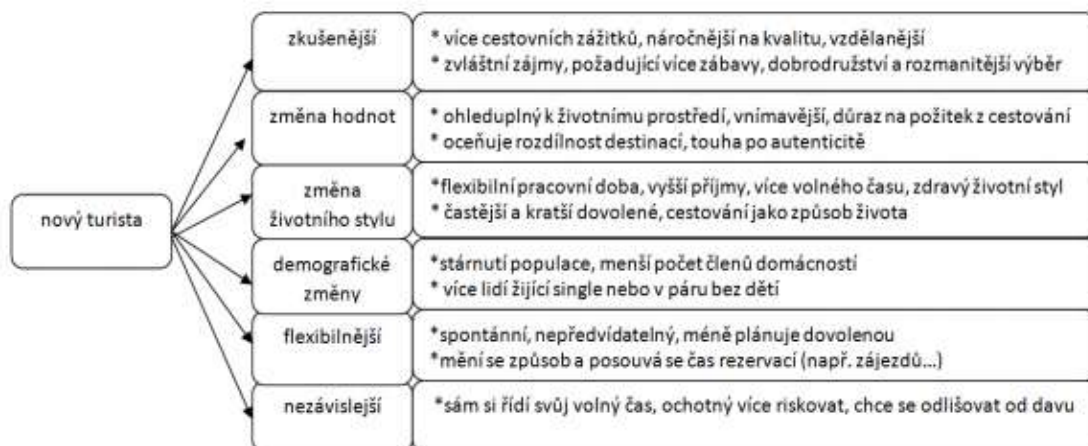 zkušenější
* více cestovních zážitků, náročnější na kvalitu, vzdělanější
* zvláštní zájmy, požadující více zábavy, dobrodružství a rozmanitější výběr
změna hodnot
* ohleduplný k životnímu prostředí, vnímavější, důraz na požitek z cestování
* oceňuje rozdílnost destinací, touha po autenticitě
nový turista
změna
životního stylu
*flexibilní pracovní doba, vyšší příjmy, více volného času, zdravý životní styl
* častější a kratší dovolené, cestování jako způsob života
demografické
změny
*stárnutí populace, menší počet členů domácností
* více lidí žijící single nebo v páru bez dětí
flexibilnější
*spontánní, nepředvídatelný, méně plánuje dovolenou
*mění se způsob a posouvá se čas rezervací (např. zájezdů...)
nezávislejší
*sám si řídí svůj volný čas, ochotný více riskovat, chce se odlišovat od davu